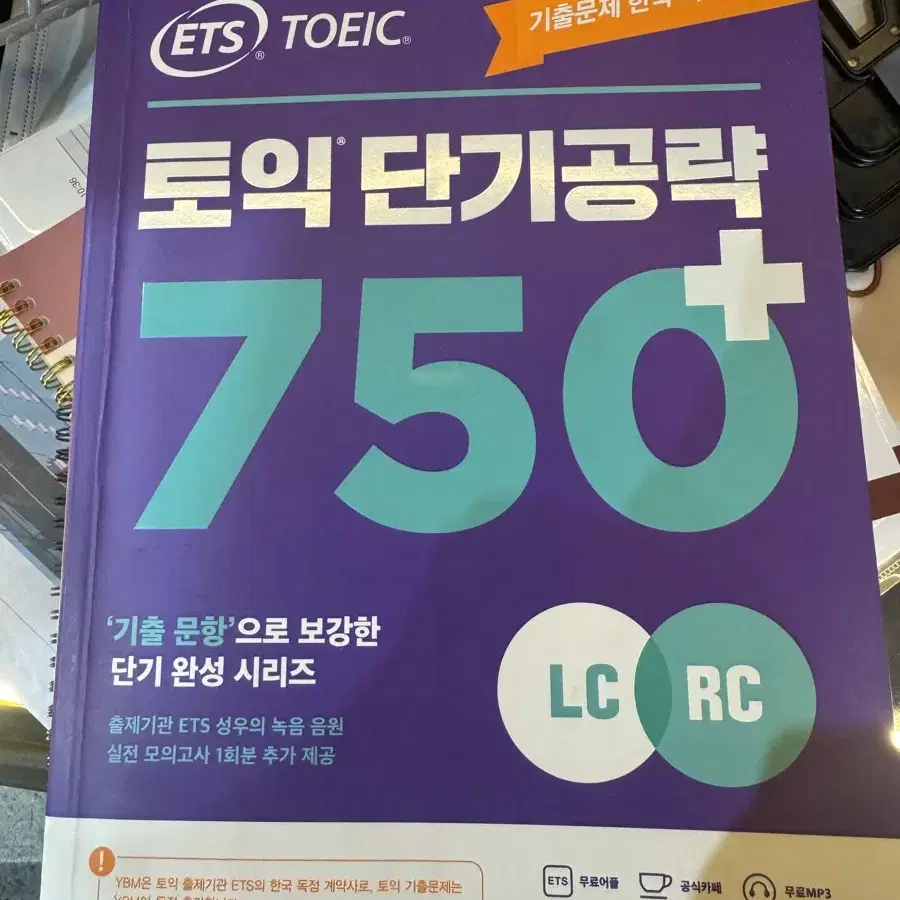 ETS® TOEIC®
기출문제 한국
토익® 단기공략
750+
'기출 문항'으로 보강한
단기 완성 시리즈
출제기관 ETS 성우의 녹음 음원
실전 모의고사 1회분 추가 제공
LC RC
YBM은 토익 출제기관 ETS의 한국 독점 계약사로, 토익 기출문제는
ETS 무료어플 공식카페 무료MP3